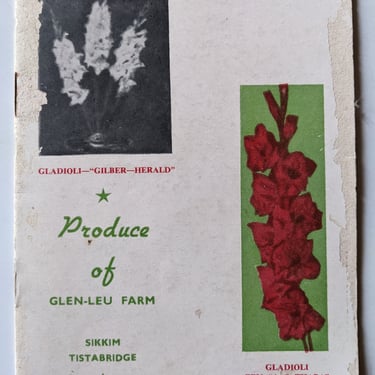 GLADIOLI—"GILBER—HERALD"
Produce
of
GLEN-LEU FARM
SIKKIM
TISTABRIDGE
GLADIOLI